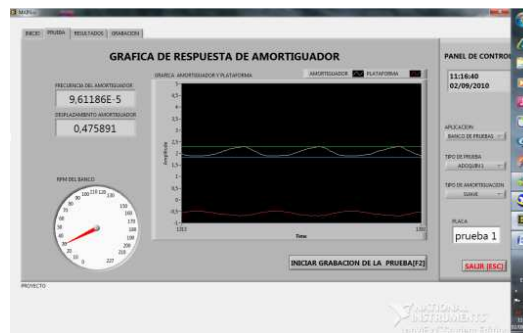 INICIO PRUEBA RESULTADOS GRABACION
GRAFICA DE RESPUESTA DE AMORTIGUADOR
PANEL DE CONTROL
GRAFICA AMORTIGUADOR Y PLATAFORMA
AMORTIGUADOR
PLATAFORMA
FRECUENCIA DEL AMORTIGUADOR
9,61186E-5
DESPLAZAMIENTO AMORTIGUADOR
0,475891
RPM DEL BANCO
Amplitude
Time
11:16:40
02/09/2010
APLICACION
BANCO DE PRUEBAS
TIPO DE PRUEBA
ADOQUIN 1
TIPO DE AMORTIGUACION
SUAVE
PLACA
prueba 1
INICIAR GRABACION DE LA PRUEBA[F2]
SALIR (ESC)
PROYECTO
NATIONAL
INSTRUMENTS